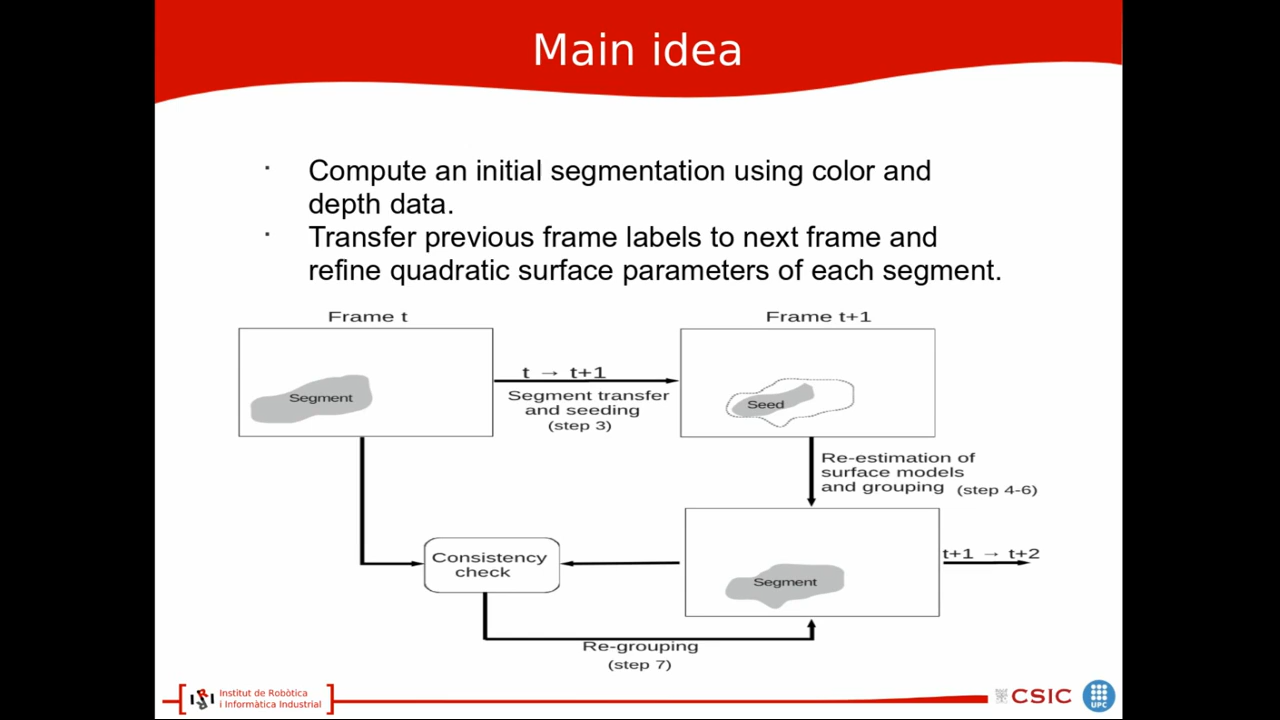 Main idea
Compute an initial segmentation using color and
depth data.
Transfer previous frame labels to next frame and
refine quadratic surface parameters of each segment.
Frame t
Frame t+1
Segment
t → t+1
Segment transfer
and seeding
(step 3)
Seed
Re-estimation of
surface models
and grouping (step 4-6)
Consistency
check
Segment
t+1 → t+2
Re-grouping
(step 7)
IRI
Institut de Robòtica
i Informàtica Industrial
CSIC
UPC